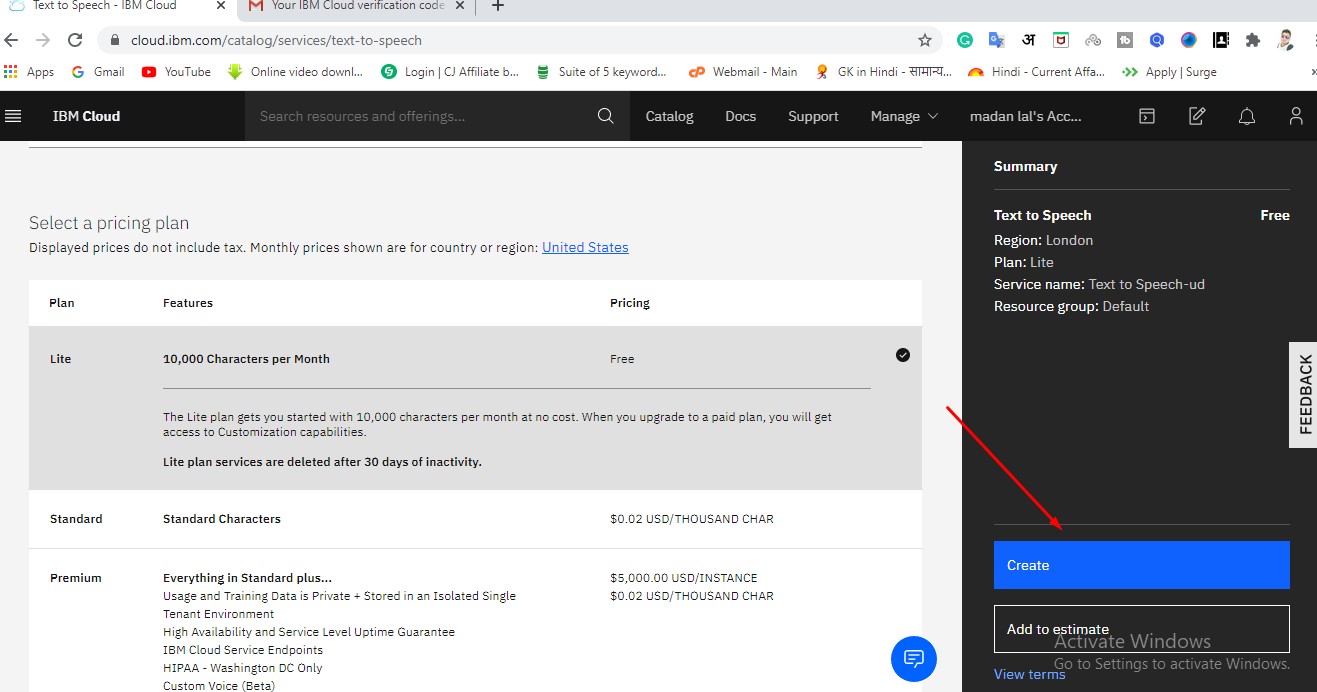 Text to Speech - IBM Cloud
Your IBM Cloud verification code
cloud.ibm.com/catalog/services/text-to-speech
Apps
Gmail
YouTube
Online video downl...
Login | CJ Affiliate b...
Suite of 5 keyword...
Webmail - Main
GK in Hindi - सामान्य...
Hindi - Current Affa...
Apply | Surge
IBM Cloud
Search resources and offerings...
Catalog
Docs
Support
Manage
madan lal's Acc...
Select a pricing plan
Displayed prices do not include tax. Monthly prices shown are for country or region: United States
Plan
Features
Pricing
Lite
10,000 Characters per Month
Free
The Lite plan gets you started with 10,000 characters per month at no cost. When you upgrade to a paid plan, you will get
access to Customization capabilities.
Lite plan services are deleted after 30 days of inactivity.
Standard
Standard Characters
$0.02 USD/THOUSAND CHAR
Premium
Everything in Standard plus...
$5,000.00 USD/INSTANCE
Usage and Training Data is Private + Stored in an Isolated Single
$0.02 USD/THOUSAND CHAR
Tenant Environment
High Availability and Service Level Uptime Guarantee
IBM Cloud Service Endpoints
HIPAA - Washington DC Only
Custom Voice (Beta)
Summary
Text to Speech
Free
Region: London
Plan: Lite
Service name: Text to Speech-ud
Resource group: Default
FEEDBACK
Create
Add to estimate
View terms
Activate Windows
Go to Settings to activate Windows.